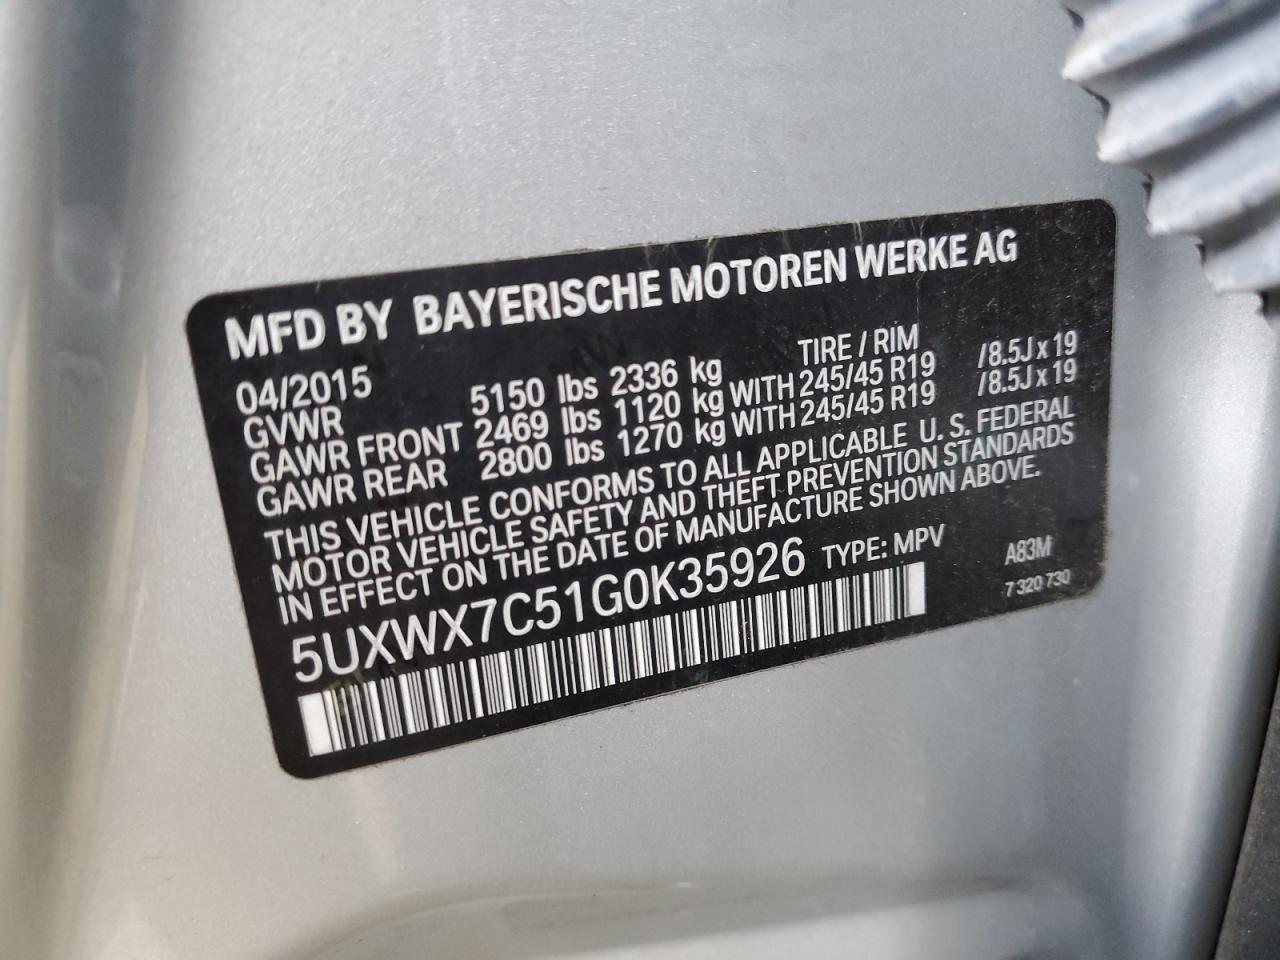 MFD BY BAYERISCHE MOTOREN WERKE AG
04/2015 TIRE / RIM
GVWR 5150 lbs 2336 kg
GAWR FRONT 2469 lbs 1120 kg WITH 245/45 R19 /8.5J x 19
GAWR REAR 2800 lbs 1270 kg WITH 245/45 R19 /8.5J x 19
THIS VEHICLE CONFORMS TO ALL APPLICABLE U. S. FEDERAL
MOTOR VEHICLE SAFETY AND THEFT PREVENTION STANDARDS
IN EFFECT ON THE DATE OF MANUFACTURE SHOWN ABOVE.
5UXWX7C51G0K35926 TYPE: MPV A83M
7 320 730